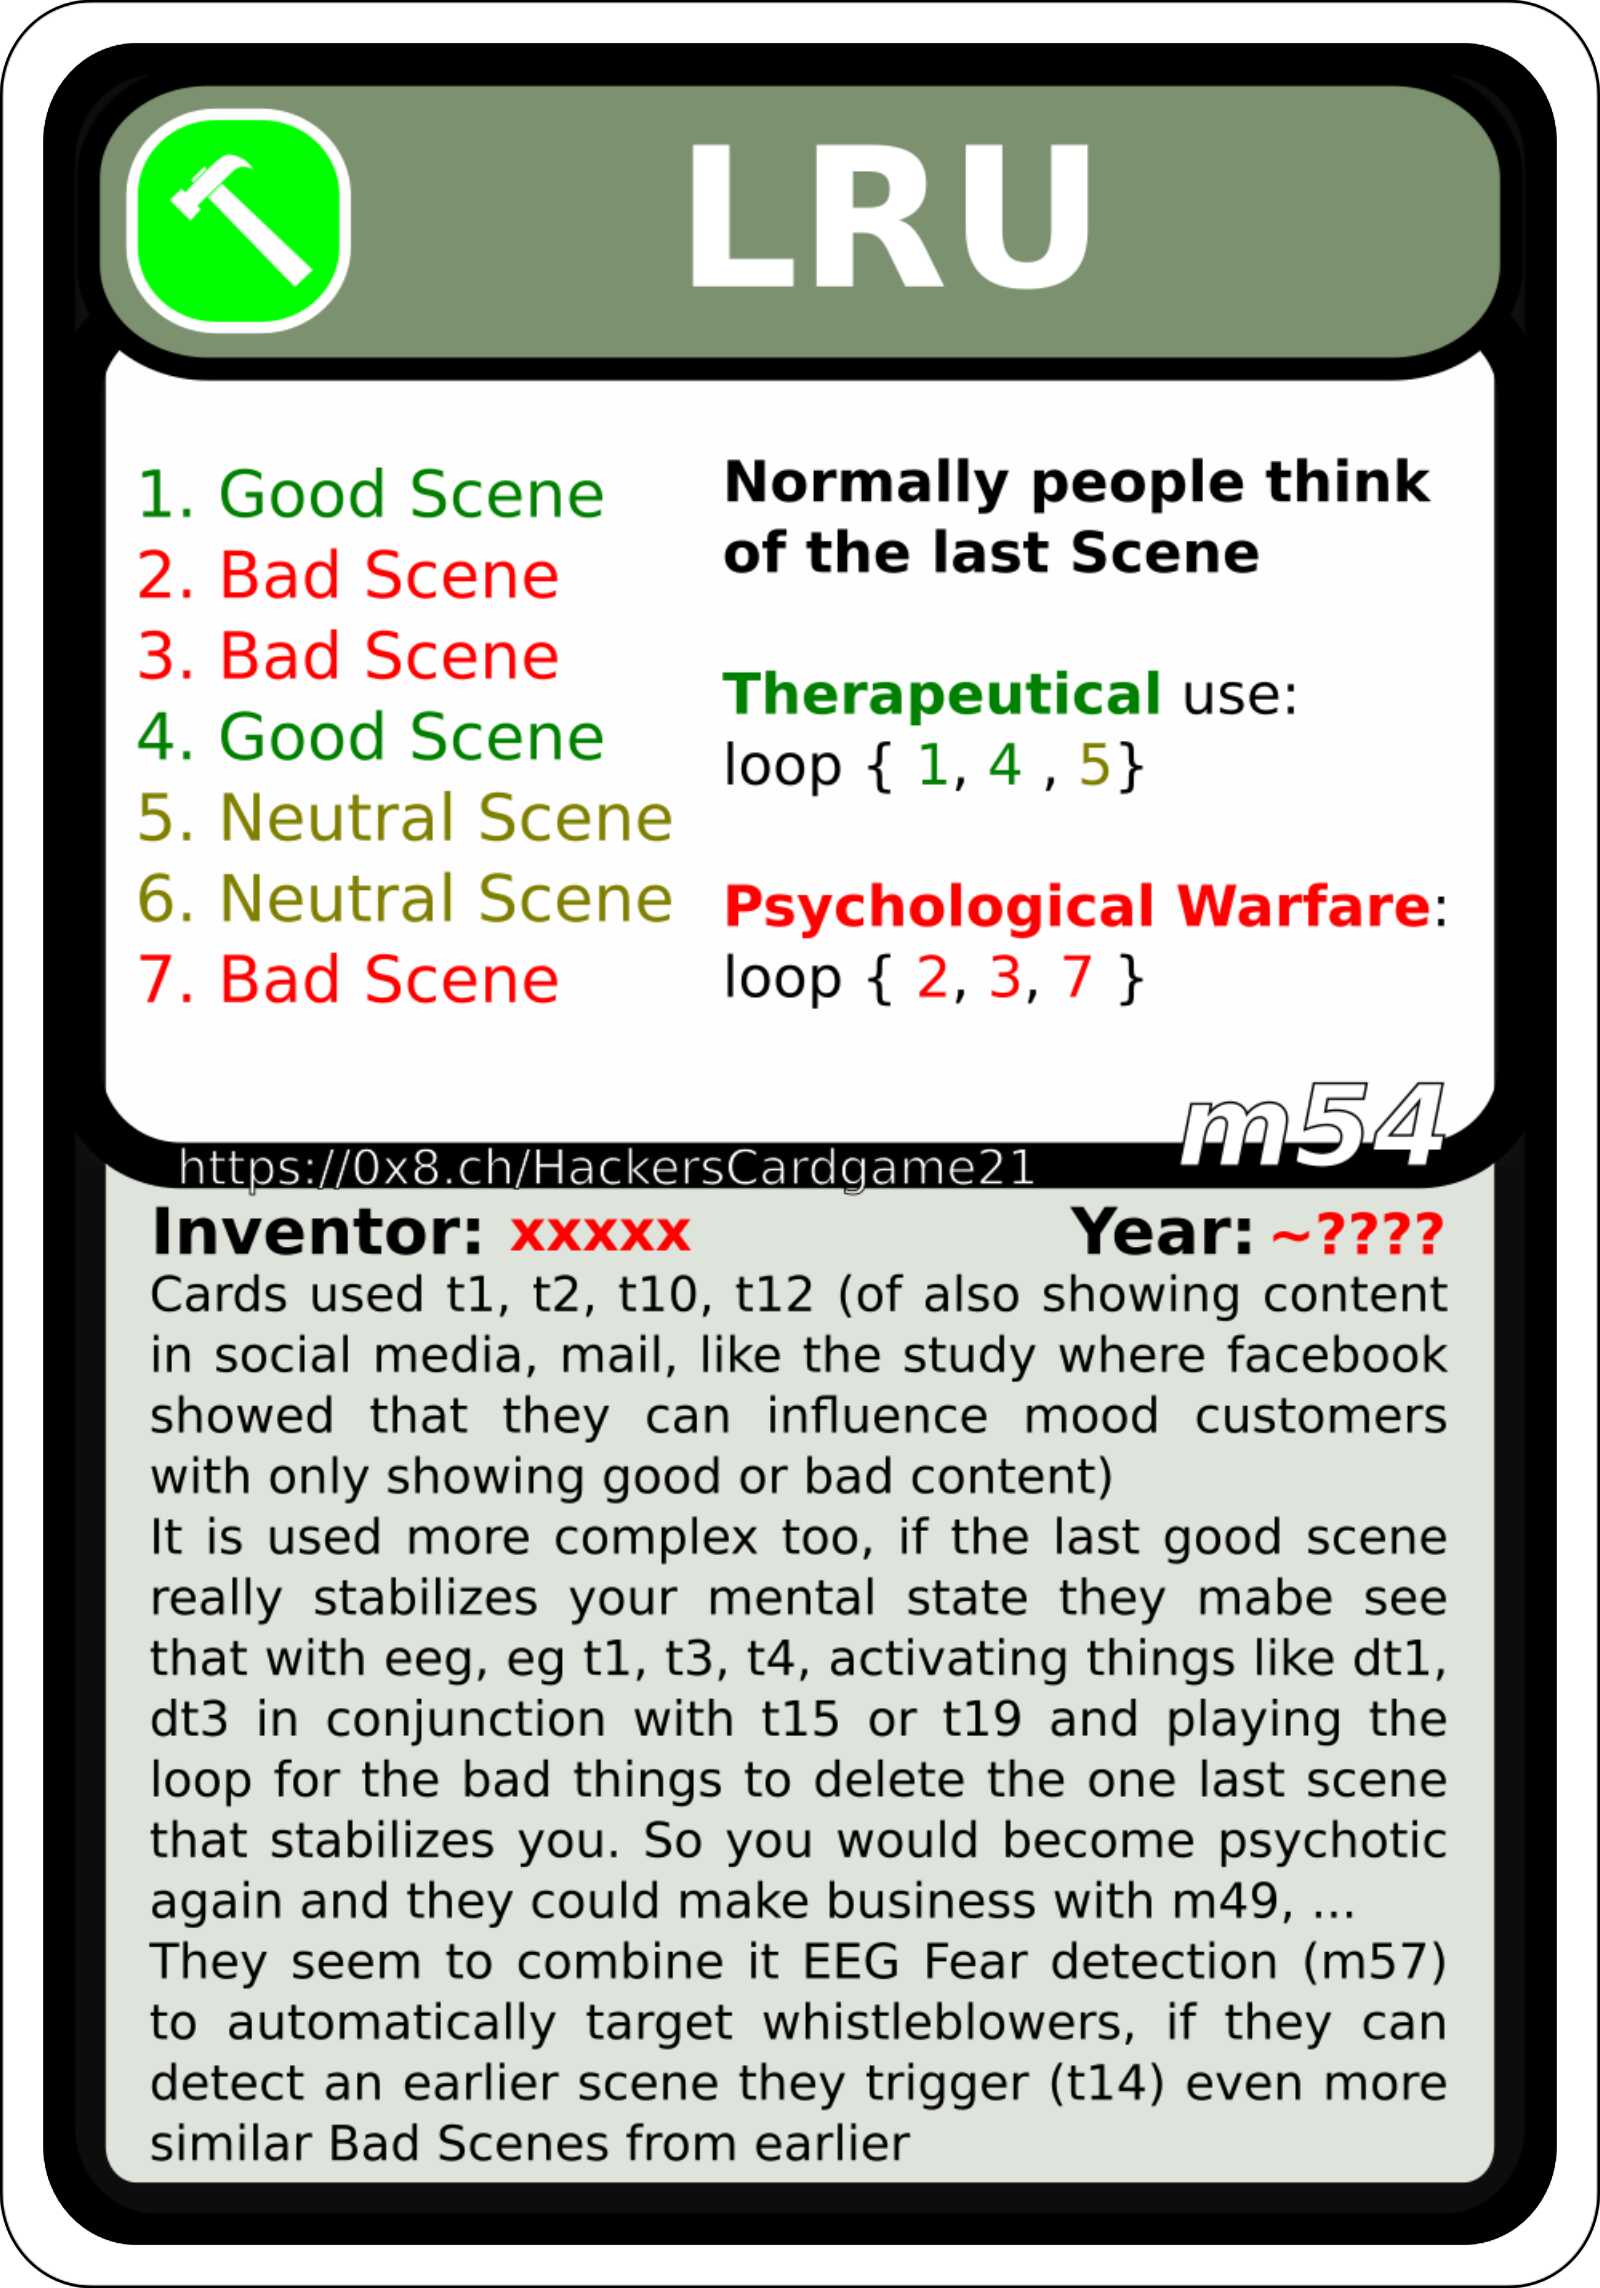 LRU
1. Good Scene
2. Bad Scene
3. Bad Scene
4. Good Scene
5. Neutral Scene
6. Neutral Scene
7. Bad Scene
Normally people think
of the last Scene
Therapeutical use:
loop { 1, 4 , 5}
Psychological Warfare:
loop { 2, 3, 7 }
m54
https://0x8.ch/HackersCardgame21
Inventor: xxxxx
Year: ~????
Cards used t1, t2, t10, t12 (of also showing content
in social media, mail, like the study where facebook
showed that they can influence mood customers
with only showing good or bad content)
It is used more complex too, if the last good scene
really stabilizes your mental state they mabe see
that with eeg, eg t1, t3, t4, activating things like dt1,
dt3 in conjunction with t15 or t19 and playing the
loop for the bad things to delete the one last scene
that stabilizes you. So you would become psychotic
again and they could make business with m49, ...
They seem to combine it EEG Fear detection (m57)
to automatically target whistleblowers, if they can
detect an earlier scene they trigger (t14) even more
similar Bad Scenes from earlier